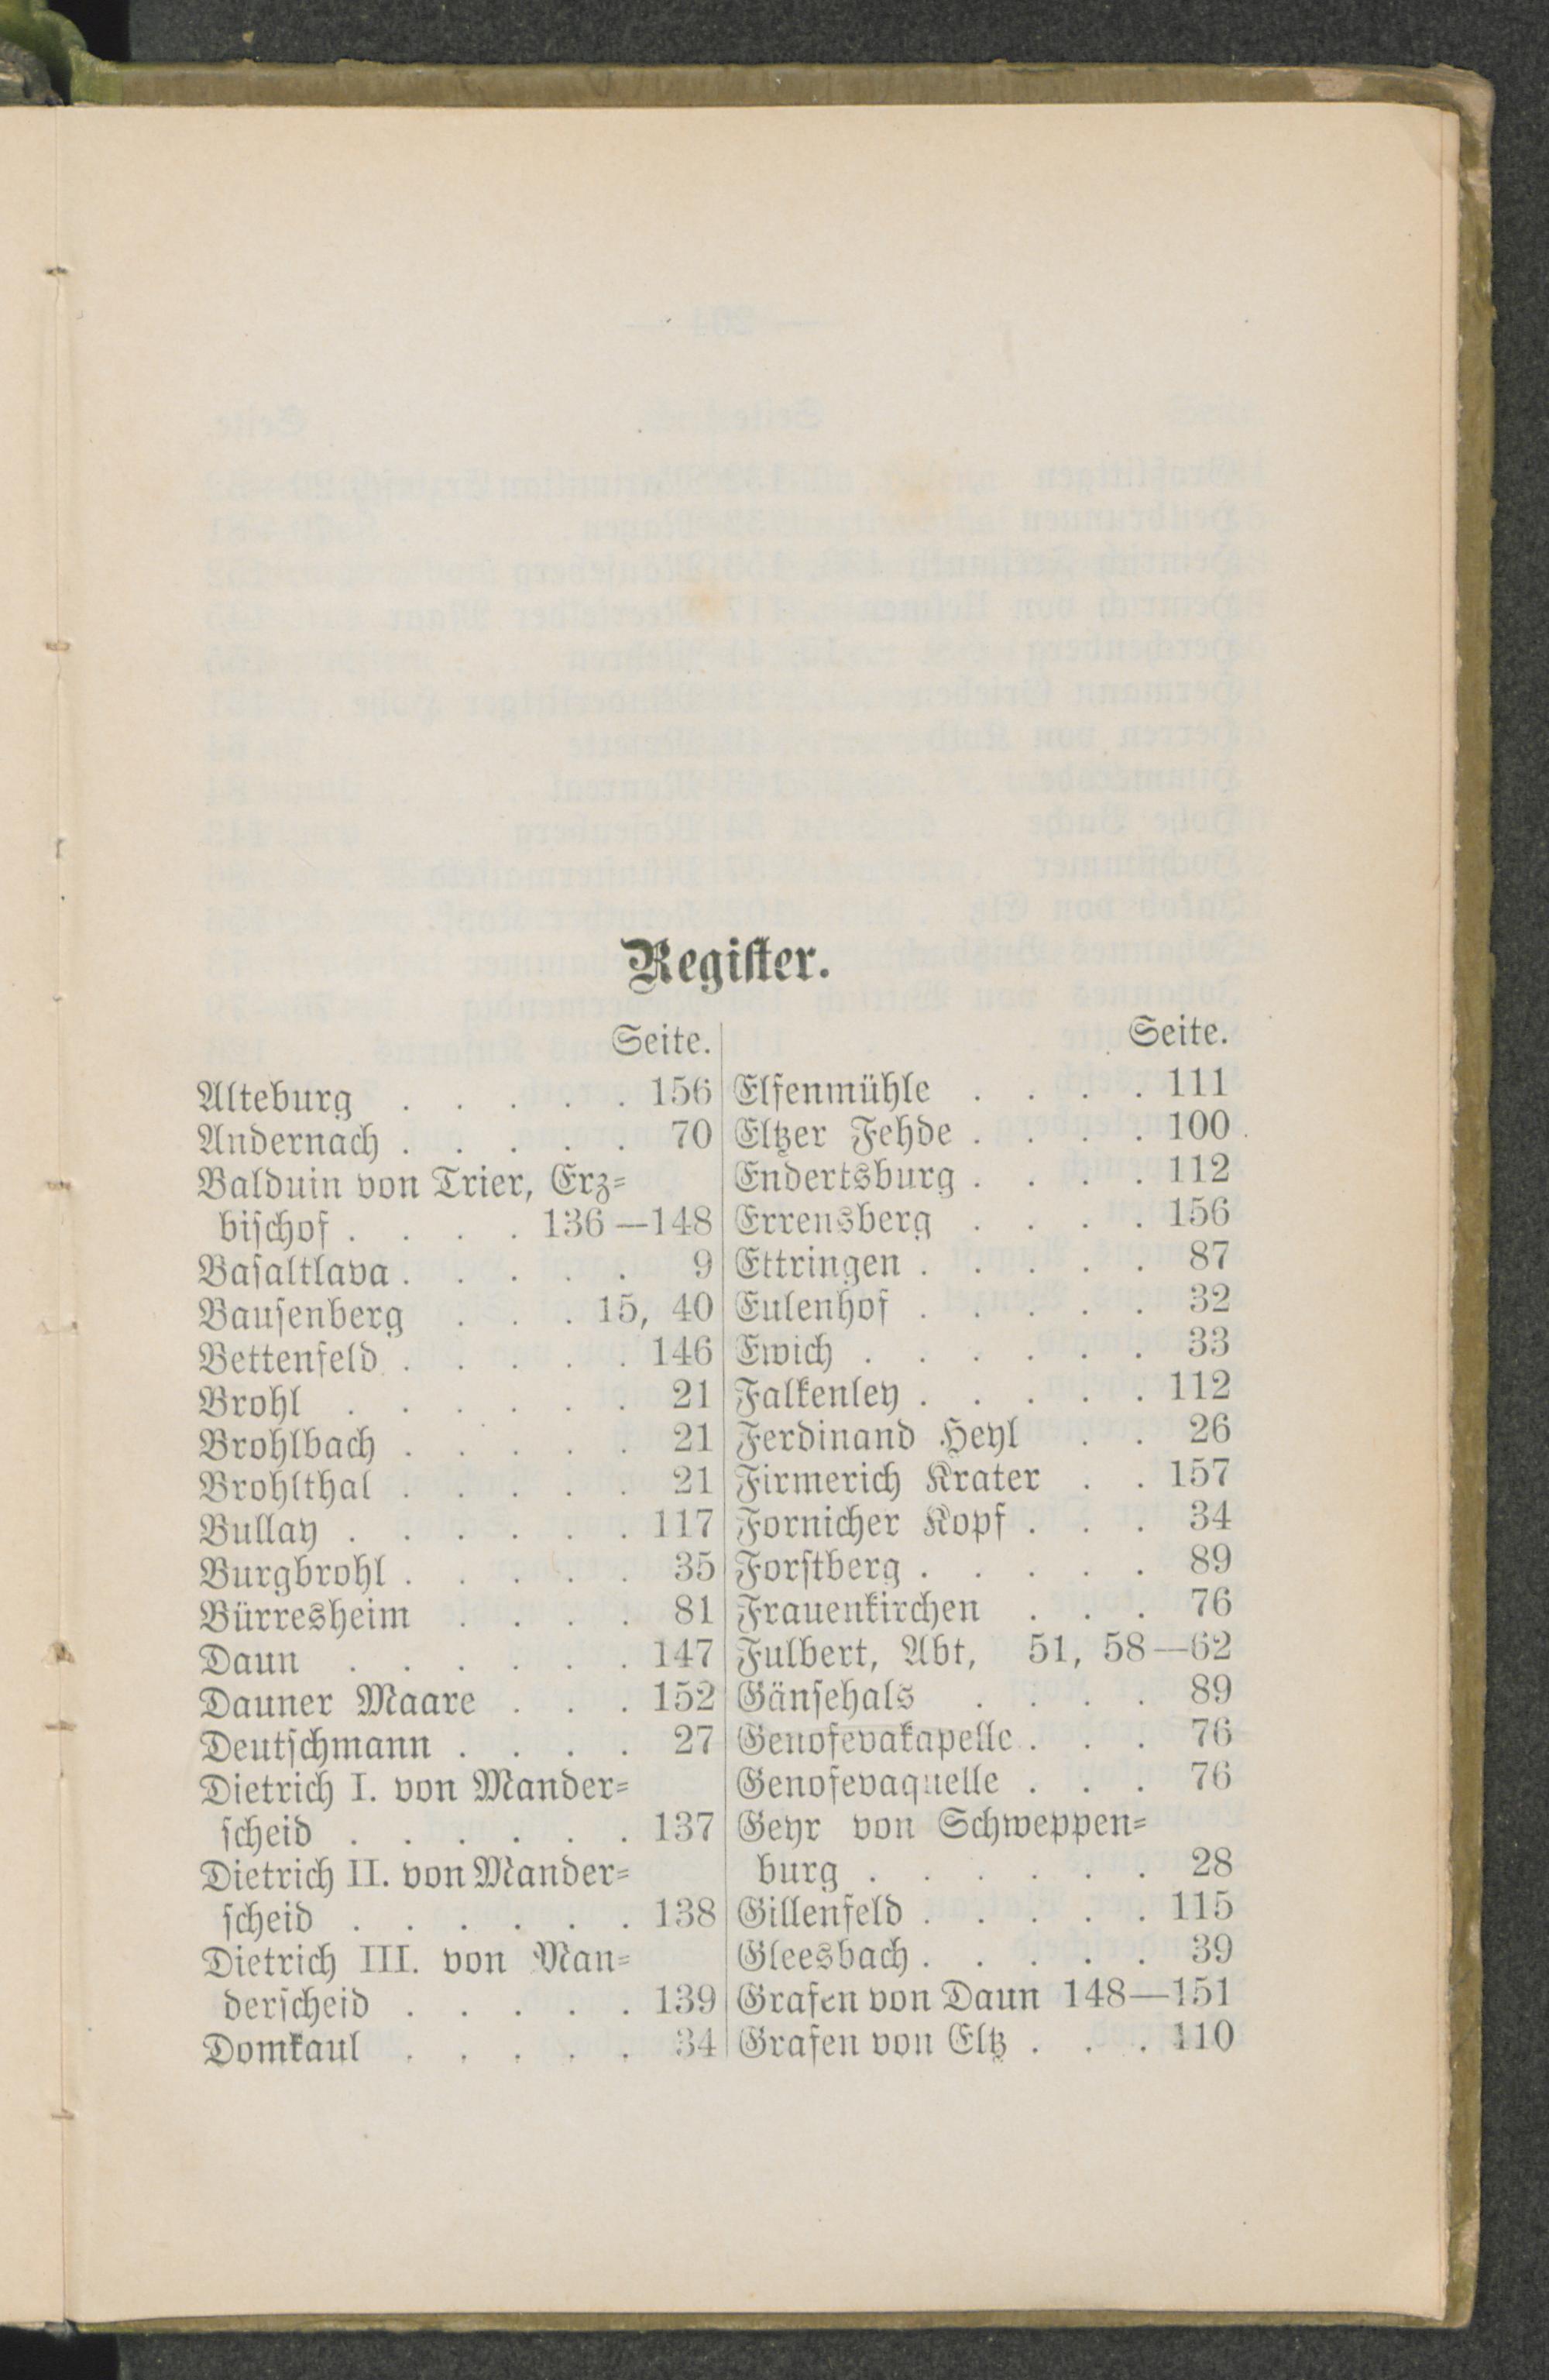 Register.
Seite.
Alteburg . . . . . 156
Andernach . . . . . 70
Balduin von Trier, Erz=
bischof . . . . 136—148
Basaltlava . . . . . 9
Bausenberg . . . 15, 40
Bettenfeld . . . . . 146
Brohl . . . . . . 21
Brohlbach . . . . . 21
Brohlthal . . . . . 21
Bullay . . . . . . 117
Burgbrohl . . . . . 35
Bürresheim . . . . 81
Daun . . . . . . 147
Dauner Maare . . . 152
Deutschmann . . . . 27
Dietrich I. von Mander=
scheid . . . . . . 137
Dietrich II. von Mander=
scheid . . . . . . 138
Dietrich III. von Man=
derscheid . . . . . 139
Domkaul . . . . . 34
Seite.
Elfenmühle . . . . 111
Eltzer Fehde . . . . 100
Endertsburg . . . . 112
Errensberg . . . . 156
Ettringen . . . . . 87
Eulenhof . . . . . 32
Ewich . . . . . . 33
Falkenley . . . . . 112
Ferdinand Heyl . . 26
Firmerich Krater . . 157
Fornicher Kopf . . . 34
Forstberg . . . . . 89
Frauenkirchen . . . 76
Fulbert, Abt, 51, 58—62
Gänsehals . . . . 89
Genofevakapelle . . . 76
Genofevaquelle . . . 76
Geyr von Schweppen=
burg . . . . . . 28
Gillenfeld . . . . . 115
Gleesbach . . . . . 39
Grafen von Daun 148—151
Grafen von Eltz . . . 110